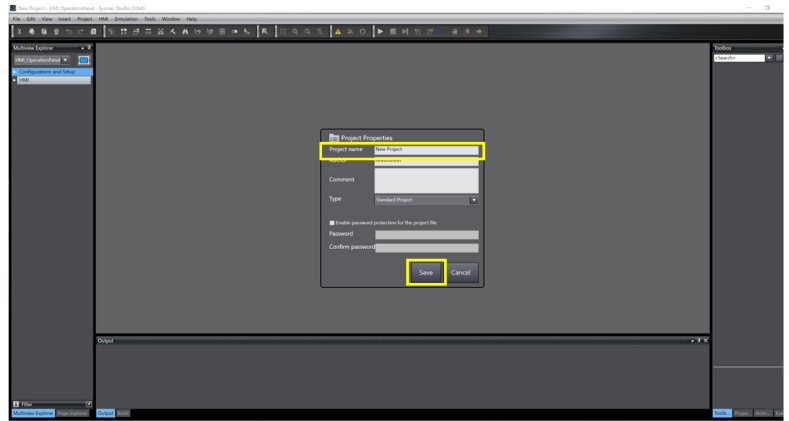 New Project - HMI_OperationPanel - Sysmac Studio (32bit)
File Edit View Insert Project HMI Simulation Tools Window Help
Multiview Explorer
Toolbox
HMI_OperationPanel
<Search>
Configurations and Setup
HMI
Project Properties
Project name New Project
Author
Comment
Type Standard Project
Enable password protection for the project file.
Password
Confirm password
Save Cancel
Output
Filter
Multiview Explorer Page Explorer Output Build